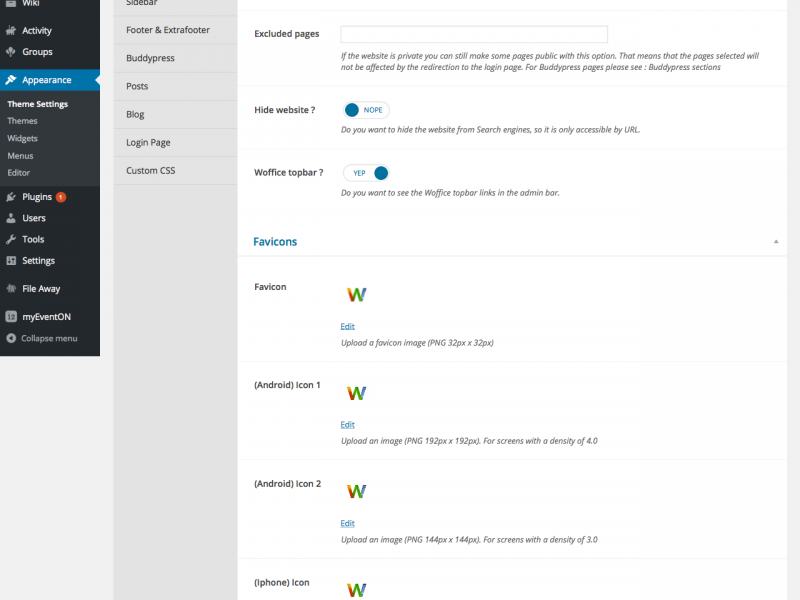 Wiki
Activity
Groups
Appearance
Theme Settings
Themes
Widgets
Menus
Editor
Plugins 1
Users
Tools
Settings
File Away
12 myEventON
Collapse menu
Sidebar
Footer & Extrafooter
Buddypress
Posts
Blog
Login Page
Custom CSS
Excluded pages
If the website is private you can still make some pages public with this option. That means that the pages selected will
not be affected by the redirection to the login page. For Buddypress pages please see : Buddypress sections
Hide website ?
NOPE
Do you want to hide the website from Search engines, so it is only accessible by URL.
Woffice topbar ?
YEP
Do you want to see the Woffice topbar links in the admin bar.
Favicons
Favicon
W
Edit
Upload a favicon image (PNG 32px x 32px)
(Android) Icon 1
W
Edit
Upload an image (PNG 192px x 192px). For screens with a density of 4.0
(Android) Icon 2
W
Edit
Upload an image (PNG 144px x 144px). For screens with a density of 3.0
(Iphone) Icon
W